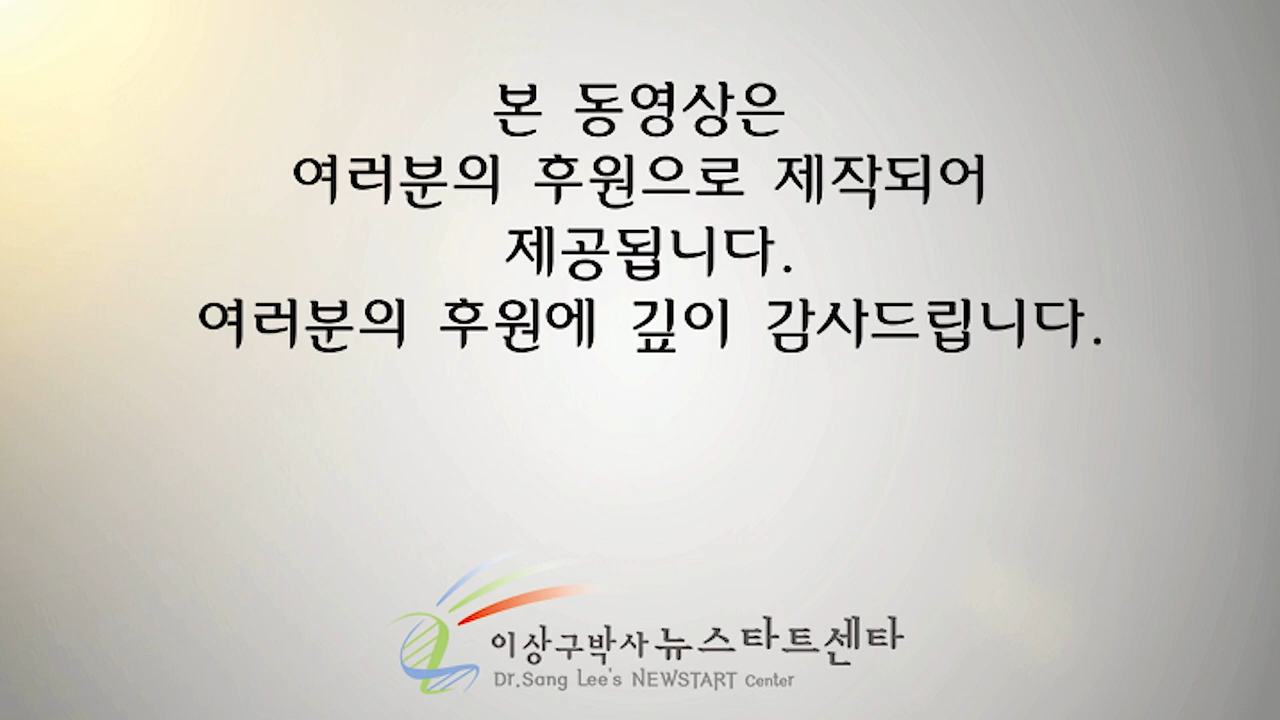 본 동영상은
여러분의 후원으로 제작되어
제공됩니다.
여러분의 후원에 깊이 감사드립니다.
이상구박사 뉴스타트센타
Dr.Sang Lee's NEWSTART Center